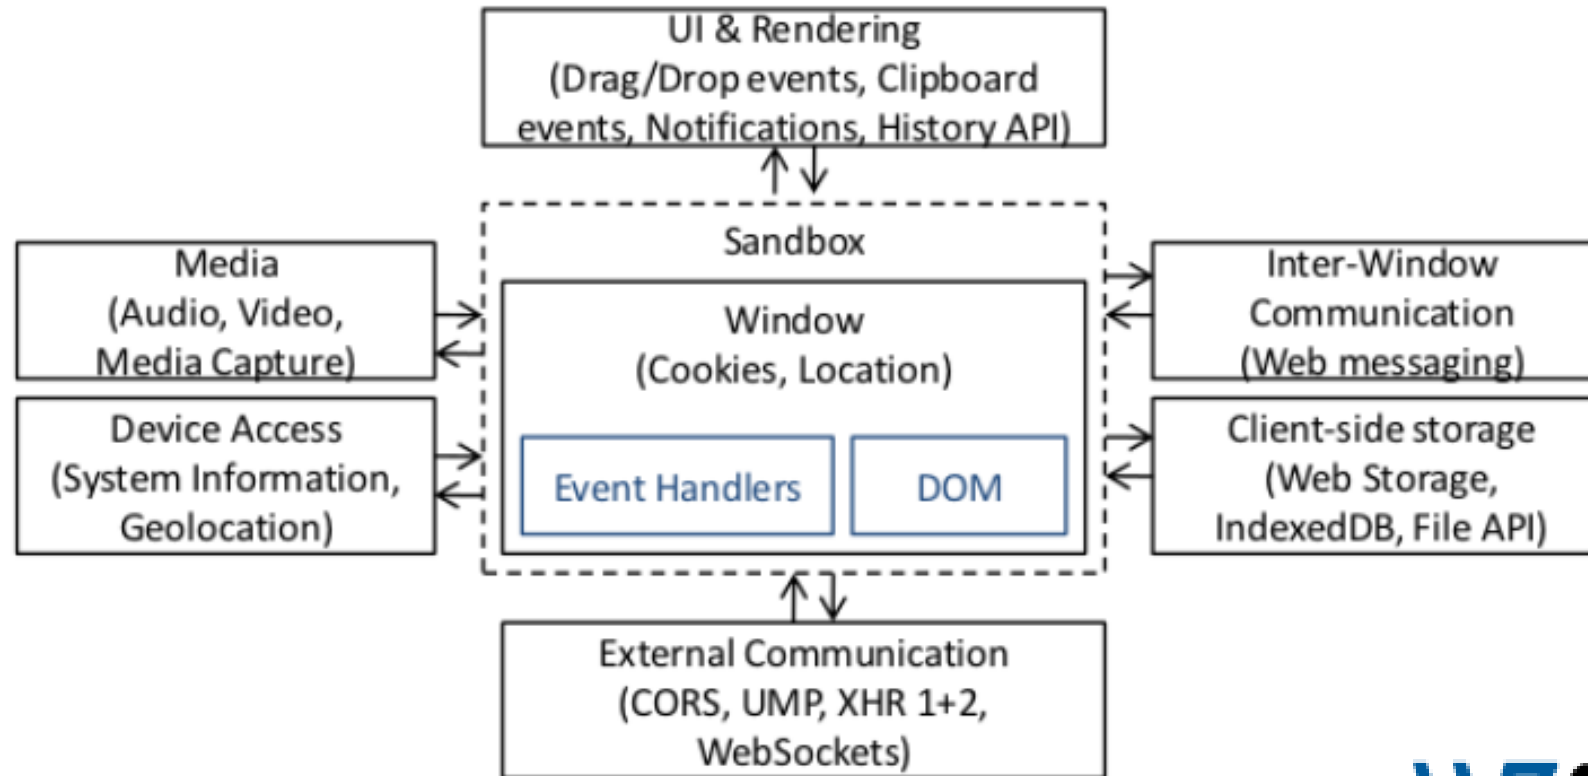 UI & Rendering
(Drag/Drop events, Clipboard
events, Notifications, History API)
Sandbox
Media
(Audio, Video,
Media Capture)
Window
(Cookies, Location)
Inter-Window
Communication
(Web messaging)
Device Access
(System Information,
Geolocation)
Event Handlers
DOM
Client-side storage
(Web Storage,
IndexedDB, File API)
External Communication
(CORS, UMP, XHR 1+2,
WebSockets)